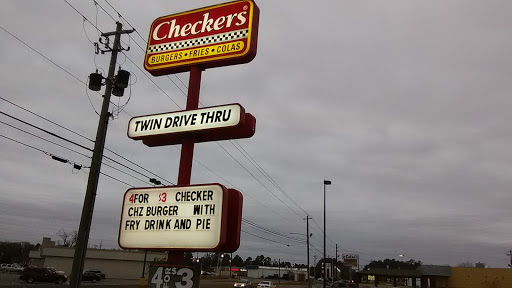 Checkers®
BURGERS • FRIES • COLAS
TWIN DRIVE THRU
4FOR $3 CHECKER
CHZ BURGER WITH
FRY DRINK AND PIE
4 FOR $3